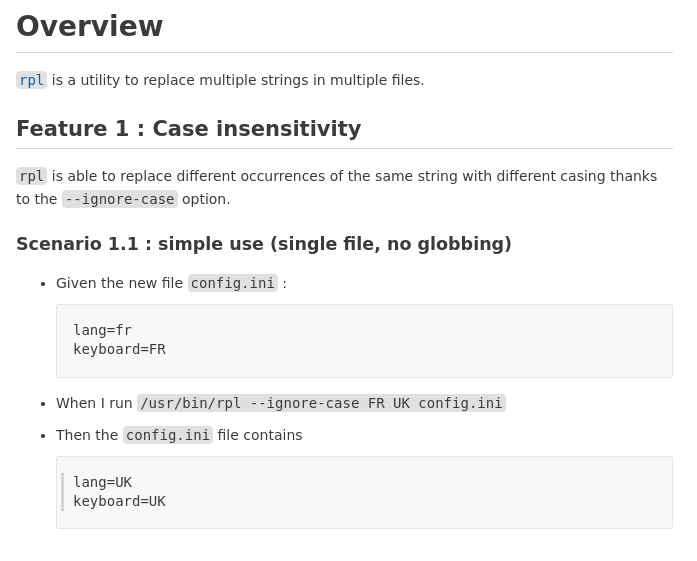 Overview
rpl is a utility to replace multiple strings in multiple files.
Feature 1 : Case insensitivity
rpl is able to replace different occurrences of the same string with different casing thanks
to the --ignore-case option.
Scenario 1.1 : simple use (single file, no globbing)
• Given the new file config.ini :
lang=fr
keyboard=FR
• When I run /usr/bin/rpl --ignore-case FR UK config.ini
• Then the config.ini file contains
lang=UK
keyboard=UK